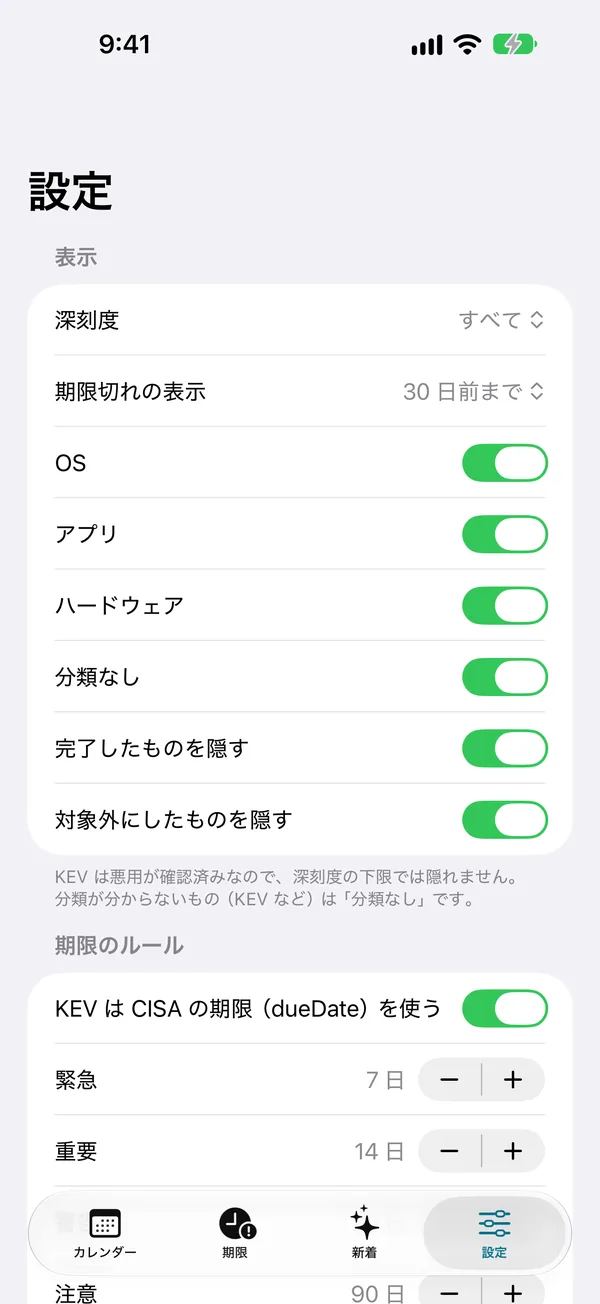 9:41
設定
表示
深刻度 すべて
期限切れの表示 30 日前まで
OS
アプリ
ハードウェア
分類なし
完了したものを隠す
対象外にしたものを隠す
KEV は悪用が確認済みなので、深刻度の下限では隠れません。
分類が分からないもの（KEV など）は「分類なし」です。
期限のルール
KEV は CISA の期限（dueDate）を使う
緊急 7 日 − +
重要 14 日 − +
カレンダー 期限 新着 設定
注意 90 日 − +